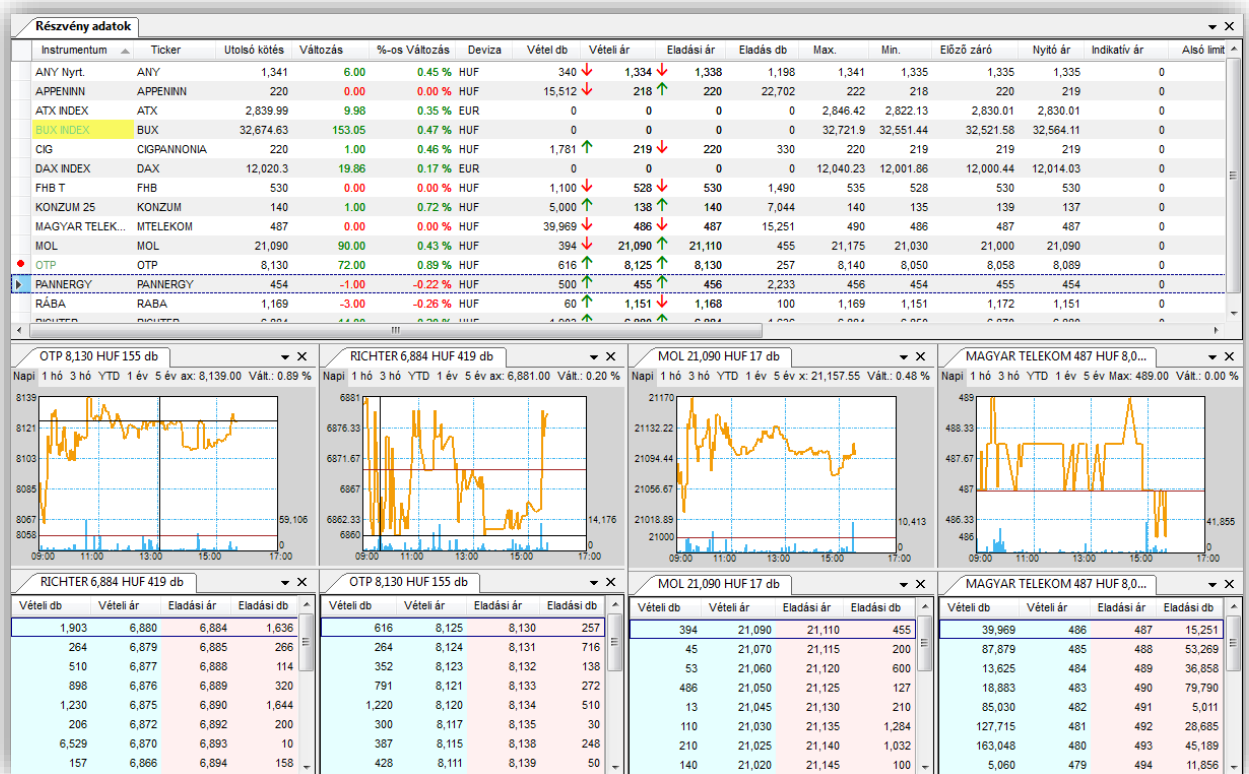 Részvény adatok
Instrumentum Ticker Utolsó kötés Változás %-os Változás Deviza Vétel db Vételi ár Eladási ár Eladás db Max. Min. Előző záró Nyitó ár Indikatív ár Alsó limit
ANY Nyrt. ANY 1,341 6.00 0.45 % HUF 340 1,334 1,338 1,198 1,341 1,335 1,335 1,335 0
APPENINN APPENINN 220 0.00 0.00 % HUF 15,512 218 220 22,702 222 218 220 219 0
ATX INDEX ATX 2,839.99 9.98 0.35 % EUR 0 0 0 0 2,846.42 2,822.13 2,830.01 2,830.01 0
BUX INDEX BUX 32,674.63 153.05 0.47 % HUF 0 0 0 0 32,721.9 32,551.44 32,521.58 32,564.11 0
CIG CIGPANNONIA 220 1.00 0.46 % HUF 1,781 219 220 330 220 219 219 219 0
DAX INDEX DAX 12,020.3 19.86 0.17 % EUR 0 0 0 0 12,040.23 12,001.86 12,000.44 12,014.03 0
FHB T FHB 530 0.00 0.00 % HUF 1,100 528 530 1,490 535 528 530 530 0
KONZUM 25 KONZUM 140 1.00 0.72 % HUF 5,000 138 140 7,044 140 135 139 137 0
MAGYAR TELEK... MTELEKOM 487 0.00 0.00 % HUF 39,969 486 487 15,251 490 486 487 487 0
MOL MOL 21,090 90.00 0.43 % HUF 394 21,090 21,110 455 21,175 21,030 21,000 21,090 0
OTP OTP 8,130 72.00 0.89 % HUF 616 8,125 8,130 257 8,140 8,050 8,058 8,089 0
PANNERGY PANNERGY 454 -1.00 -0.22 % HUF 500 455 456 2,233 456 454 455 454 0
RÁBA RABA 1,169 -3.00 -0.26 % HUF 60 1,151 1,168 100 1,169 1,151 1,172 1,151 0
OTP 8,130 HUF 155 db
Napi 1 hó 3 hó YTD 1 év 5 év ax: 8,139.00 Vált.: 0.89 %
8139
8121
8103
8085
8067
8058
59,106
0
09:00 11:00 13:00 15:00 17:00
RICHTER 6,884 HUF 419 db
Napi 1 hó 3 hó YTD 1 év 5 év ax: 6,881.00 Vált.: 0.20 %
6881
6876.33
6871.67
6867
6862.33
6860
14,176
0
09:00 11:00 13:00 15:00 17:00
MOL 21,090 HUF 17 db
Napi 1 hó 3 hó YTD 1 év 5 év x: 21,157.55 Vált.: 0.48 %
21170
21132.22
21094.44
21056.67
21018.89
21000
10,413
0
09:00 11:00 13:00 15:00 17:00
MAGYAR TELEKOM 487 HUF 8,0...
Napi 1 hó 3 hó YTD 1 év 5 év Max: 489.00 Vált.: 0.00 %
489
488.33
487.67
487
486.33
486
41,855
0
09:00 11:00 13:00 15:00 17:00
RICHTER 6,884 HUF 419 db
Vételi db Vételi ár Eladási ár Eladási db
1,903 6,880 6,884 1,636
264 6,879 6,885 266
510 6,877 6,888 114
898 6,876 6,889 320
1,230 6,875 6,890 1,644
206 6,872 6,892 200
6,529 6,870 6,893 10
157 6,866 6,894 158
OTP 8,130 HUF 155 db
Vételi db Vételi ár Eladási ár Eladási db
616 8,125 8,130 257
264 8,124 8,131 716
352 8,123 8,132 138
791 8,121 8,133 272
1,220 8,120 8,134 510
300 8,117 8,135 30
387 8,115 8,138 248
428 8,111 8,139 50
MOL 21,090 HUF 17 db
Vételi db Vételi ár Eladási ár Eladási db
394 21,090 21,110 455
45 21,070 21,115 200
53 21,060 21,120 600
486 21,050 21,125 127
13 21,045 21,130 210
110 21,030 21,135 1,284
210 21,025 21,140 1,032
140 21,020 21,145 100
MAGYAR TELEKOM 487 HUF 8,0...
Vételi db Vételi ár Eladási ár Eladási db
39,969 486 487 15,251
87,879 485 488 53,269
13,625 484 489 36,858
18,883 483 490 79,790
85,030 482 491 5,011
127,715 481 492 28,685
163,048 480 493 45,189
5,060 479 494 11,856